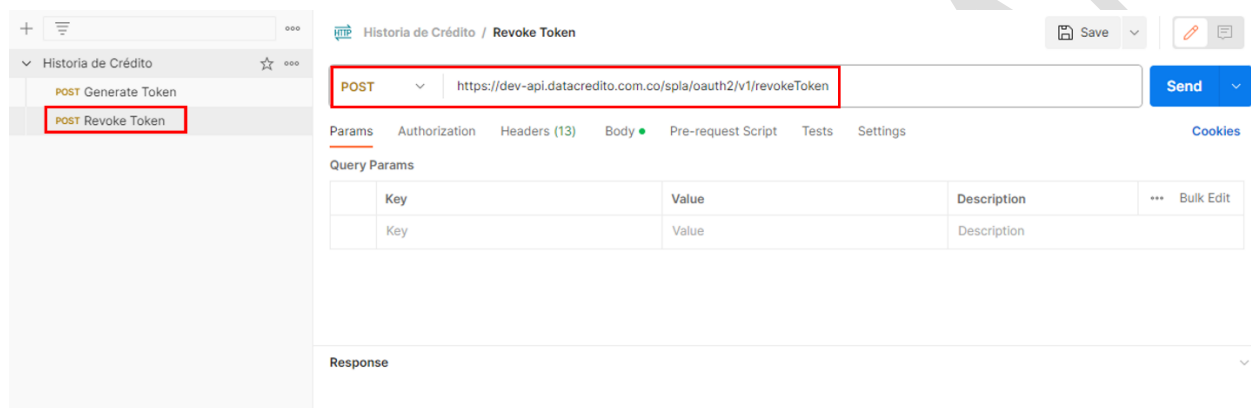 Historia de Crédito
POST Generate Token
POST Revoke Token
HTTP Historia de Crédito / Revoke Token
Save
POST https://dev-api.datacredito.com.co/spla/oauth2/v1/revokeToken
Send
Params Authorization Headers (13) Body Pre-request Script Tests Settings Cookies
Query Params
Key Value Description Bulk Edit
Key Value Description
Response